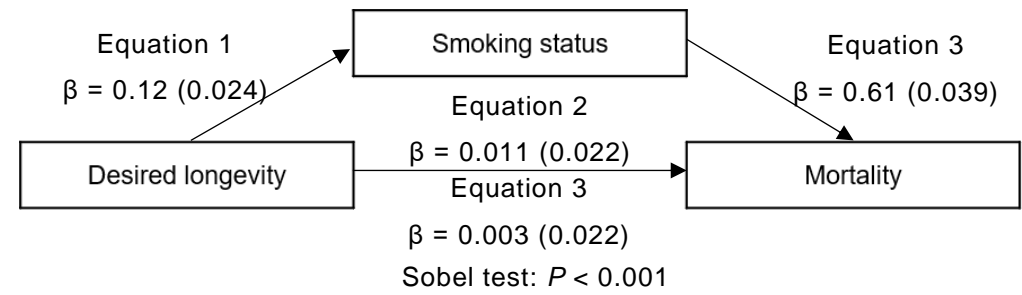 Equation 1
β = 0.12 (0.024)
Smoking status
Equation 3
β = 0.61 (0.039)
Equation 2
β = 0.011 (0.022)
Desired longevity
Mortality
Equation 3
β = 0.003 (0.022)
Sobel test: P < 0.001